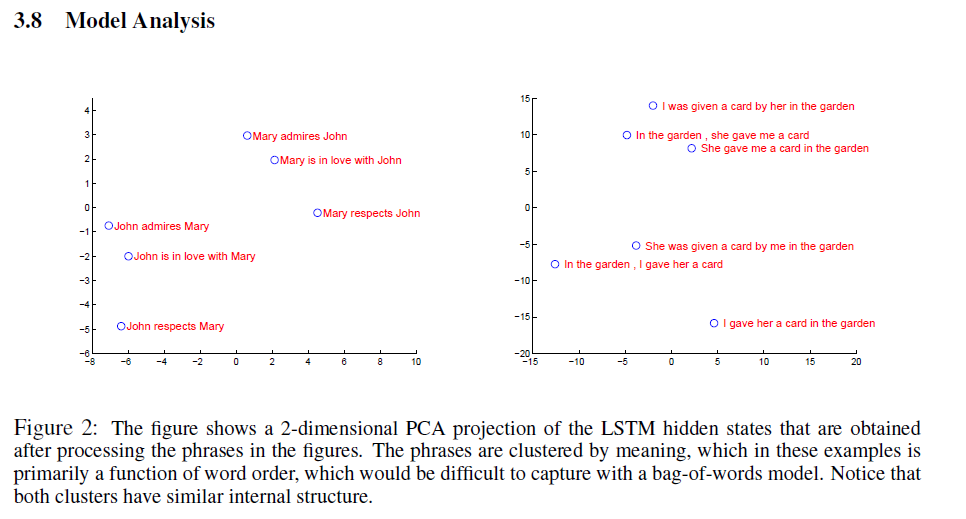 3.8 Model Analysis
4
3
2
1
0
−1
−2
−3
−4
−5
−6
−8
−6
−4
−2
0
2
4
6
8
10
Mary admires John
Mary is in love with John
Mary respects John
John admires Mary
John is in love with Mary
John respects Mary
15
10
5
0
−5
−10
−15
−20
−15
−10
−5
0
5
10
15
20
I was given a card by her in the garden
In the garden , she gave me a card
She gave me a card in the garden
She was given a card by me in the garden
In the garden , I gave her a card
I gave her a card in the garden
Figure 2: The figure shows a 2-dimensional PCA projection of the LSTM hidden states that are obtained
after processing the phrases in the figures. The phrases are clustered by meaning, which in these examples is
primarily a function of word order, which would be difficult to capture with a bag-of-words model. Notice that
both clusters have similar internal structure.